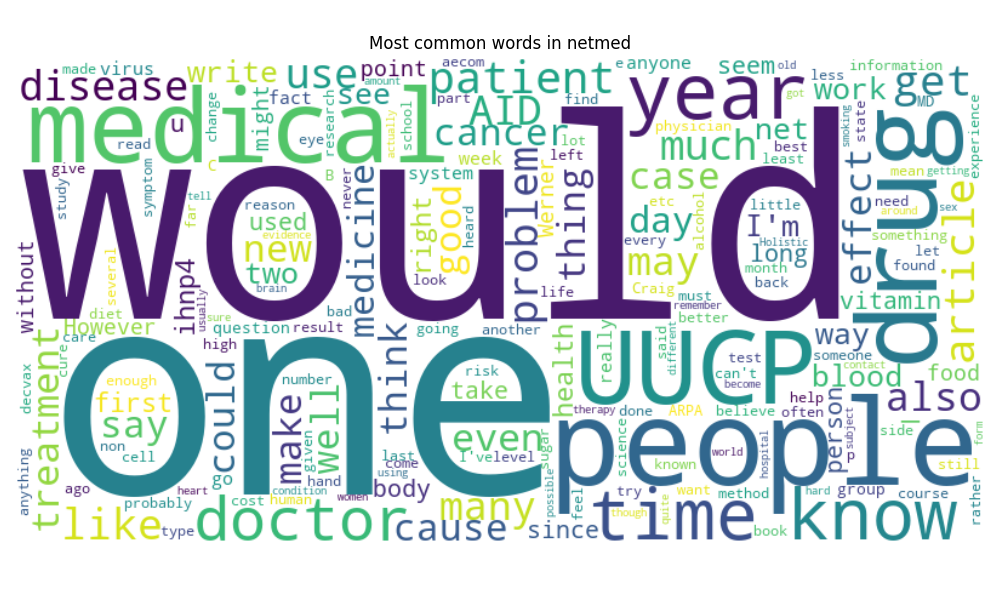 Most common words in netmed
aecom
e anyone
seem old
information
made virus
write
use
point
patient
year
less work
get
disease
amount
see
part
AID
find
got
MD
medical
u
change
might
fact
research
school
actually
cancer
lot
physician
net
best
smoking
state
drug
experience
read
eye
much
least
give
C
B
never
week
left
case
mean getting
study
symptom
tell
medicine
system
problem
thing
etc
alcohol
little
effect
need
sex
article
would
far
reason
used
right
good
heard
Werner
day
I'm
around
something
evidence
new
every
Holistic
long
let
without
several
ihnp4
two
brain
look
may
month
back
found
usually
diet
sure
bad
life
Craig
must
remember
vitamin
However
question result
going
another
better
care
high
think
health
really
said
different
way
decvax
cure
one
UUCP
test
someone
contact
treatment
enough
number
risk
can't
become
blood
food
first
could
make
well
take
therapy
done
ARPA
believe
help
often
also
say
given
people
person
subject
side
form
non
cell
last
even
sugar
science
world
P
anything
go
come
I've level
known
hospital
still
ago
heart
condition
hand
using
body
possible
feel
try
want
method
hard
group
course
rather
probably
cost
human
women
many
though
quite
like
type
doctor
cause
since
time
book
know